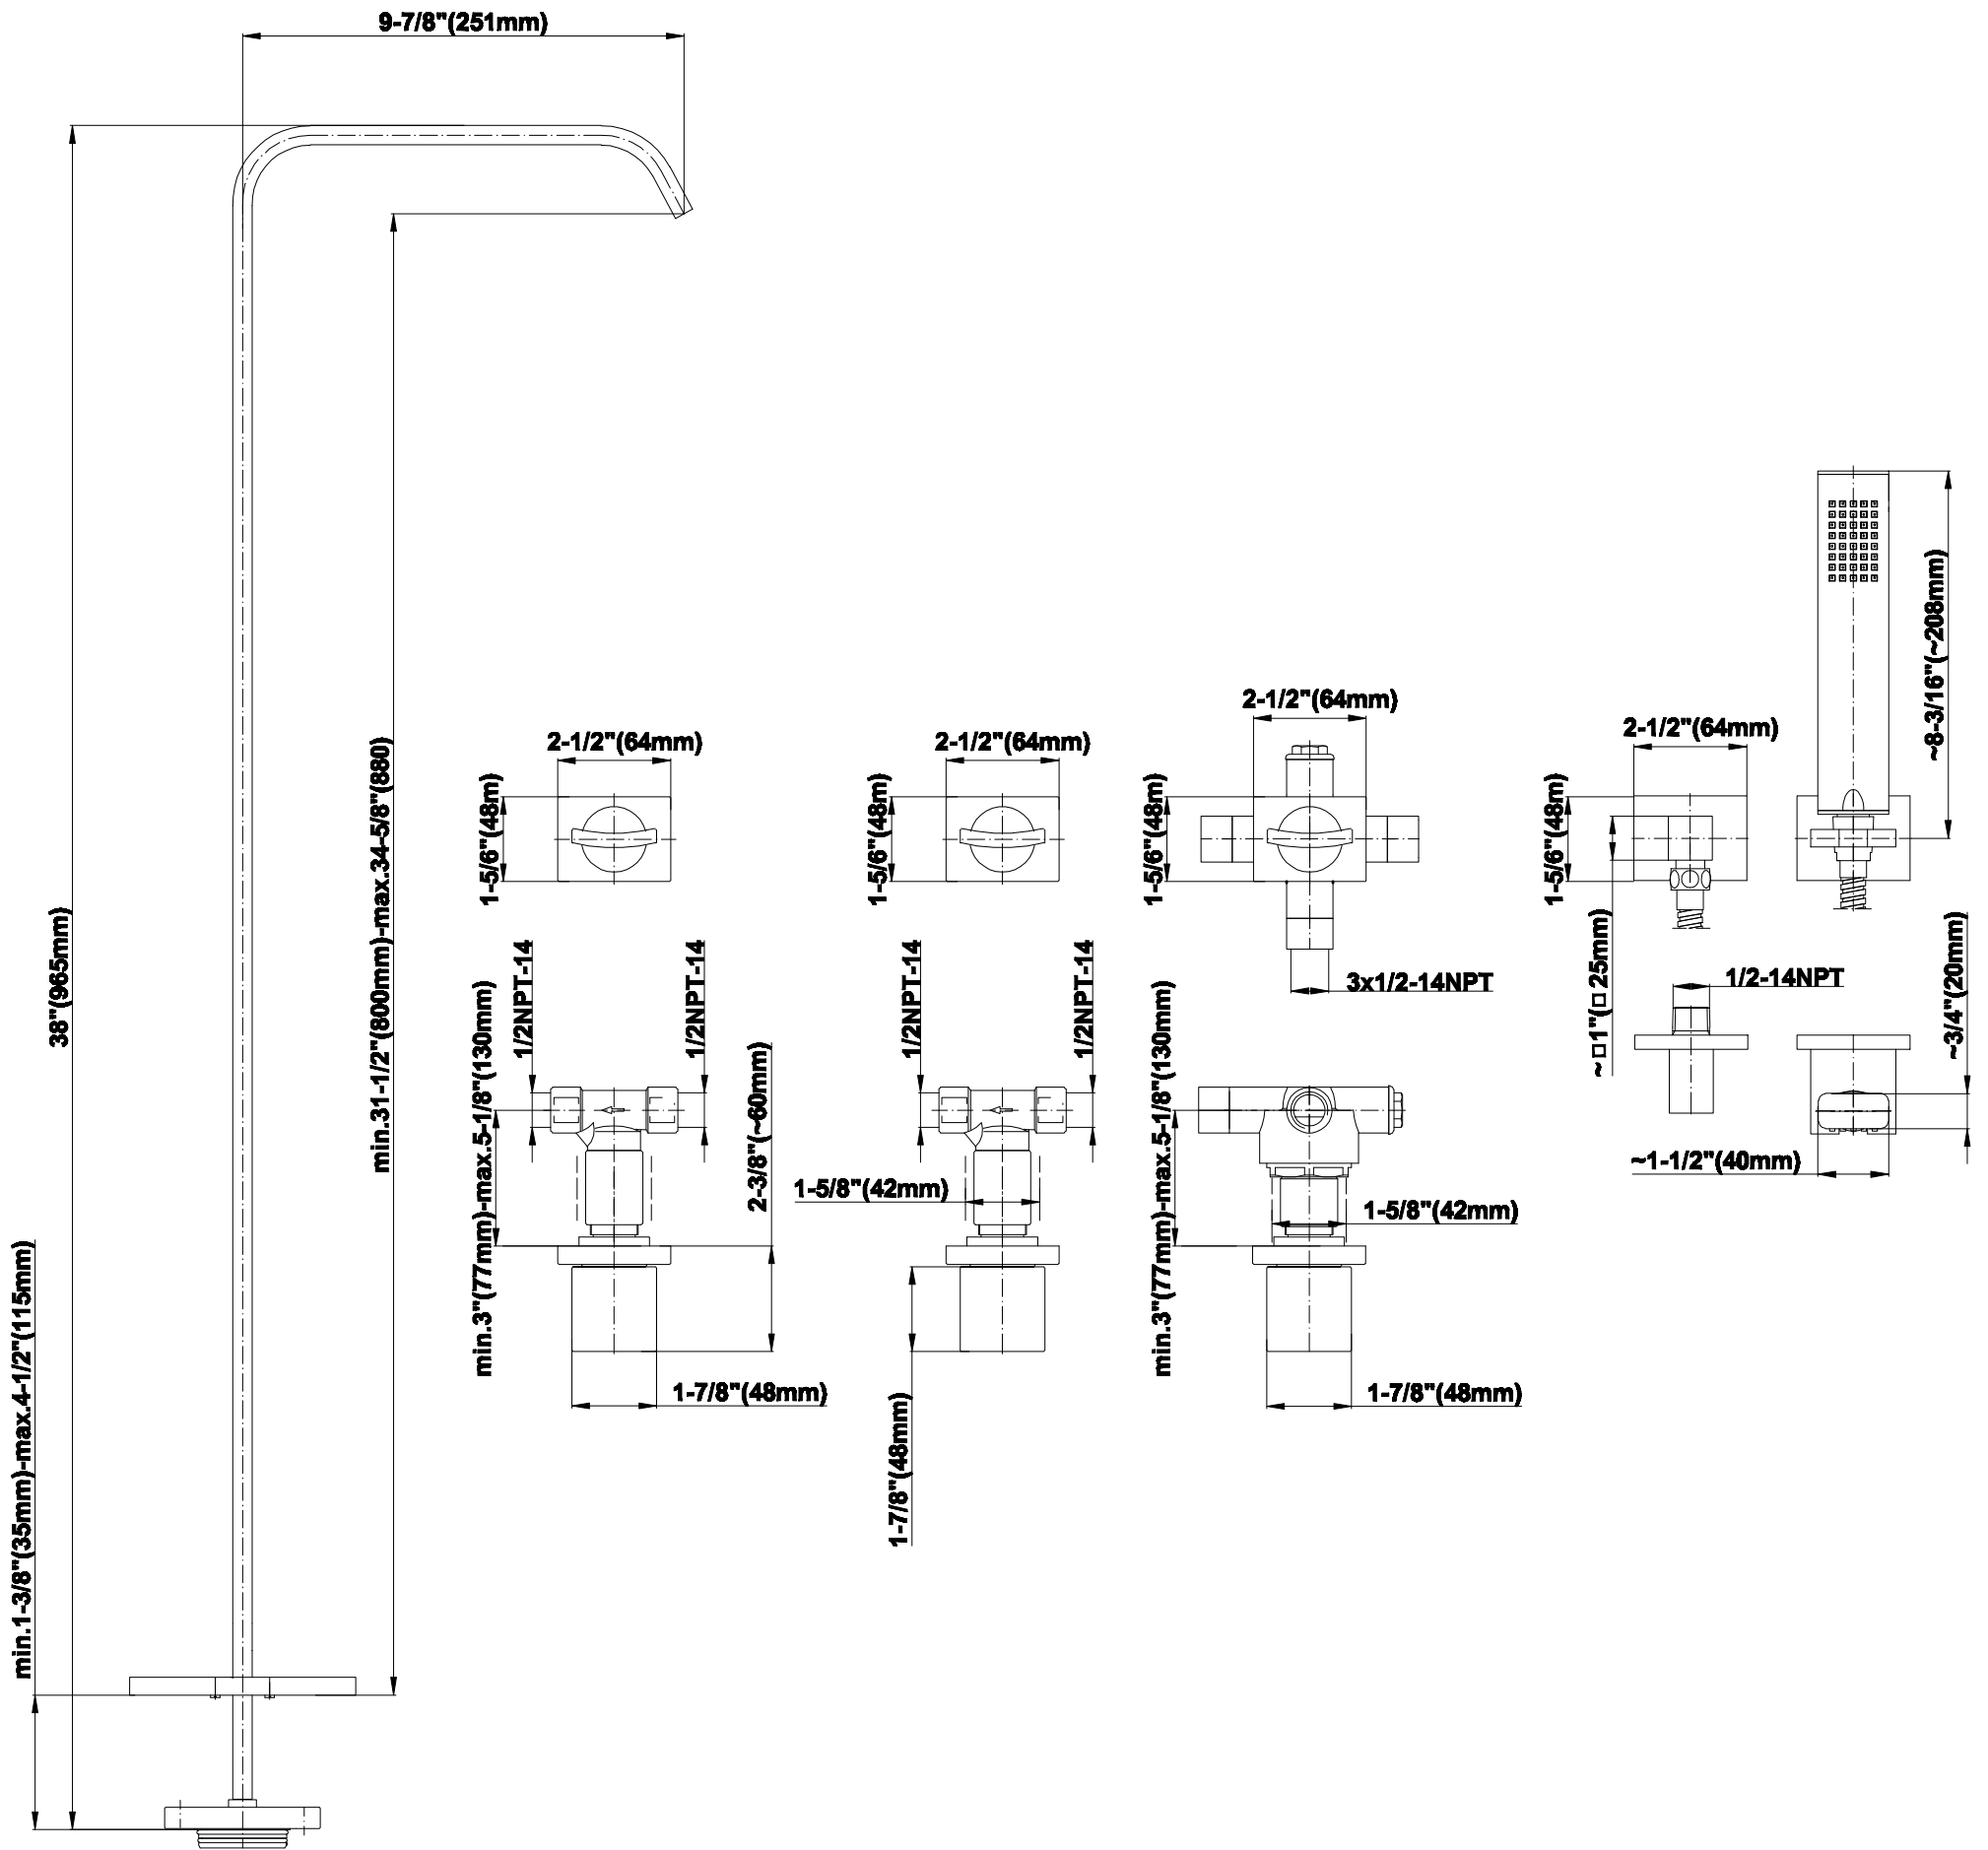 9-7/8"(251mm)
38"(965mm)
min.31-1/2"(800mm)-max.34-5/8"(880)
min.1-3/8"(35mm)-max.4-1/2"(115mm)
2-1/2"(64mm)
1-5/6"(48m)
2-1/2"(64mm)
1-5/6"(48m)
2-1/2"(64mm)
1-5/6"(48m)
2-1/2"(64mm)
1-5/6"(48m)
~8-3/16"(~208mm)
~□1"(□25mm)
3x1/2-14NPT
1/2-14NPT
~3/4"(20mm)
~1-1/2"(40mm)
1/2NPT-14
1/2NPT-14
min.3"(77mm)-max.5-1/8"(130mm)
2-3/8"(~60mm)
1-7/8"(48mm)
1/2NPT-14
1/2NPT-14
1-5/8"(42mm)
1-7/8"(48mm)
min.3"(77mm)-max.5-1/8"(130mm)
1-5/8"(42mm)
1-7/8"(48mm)